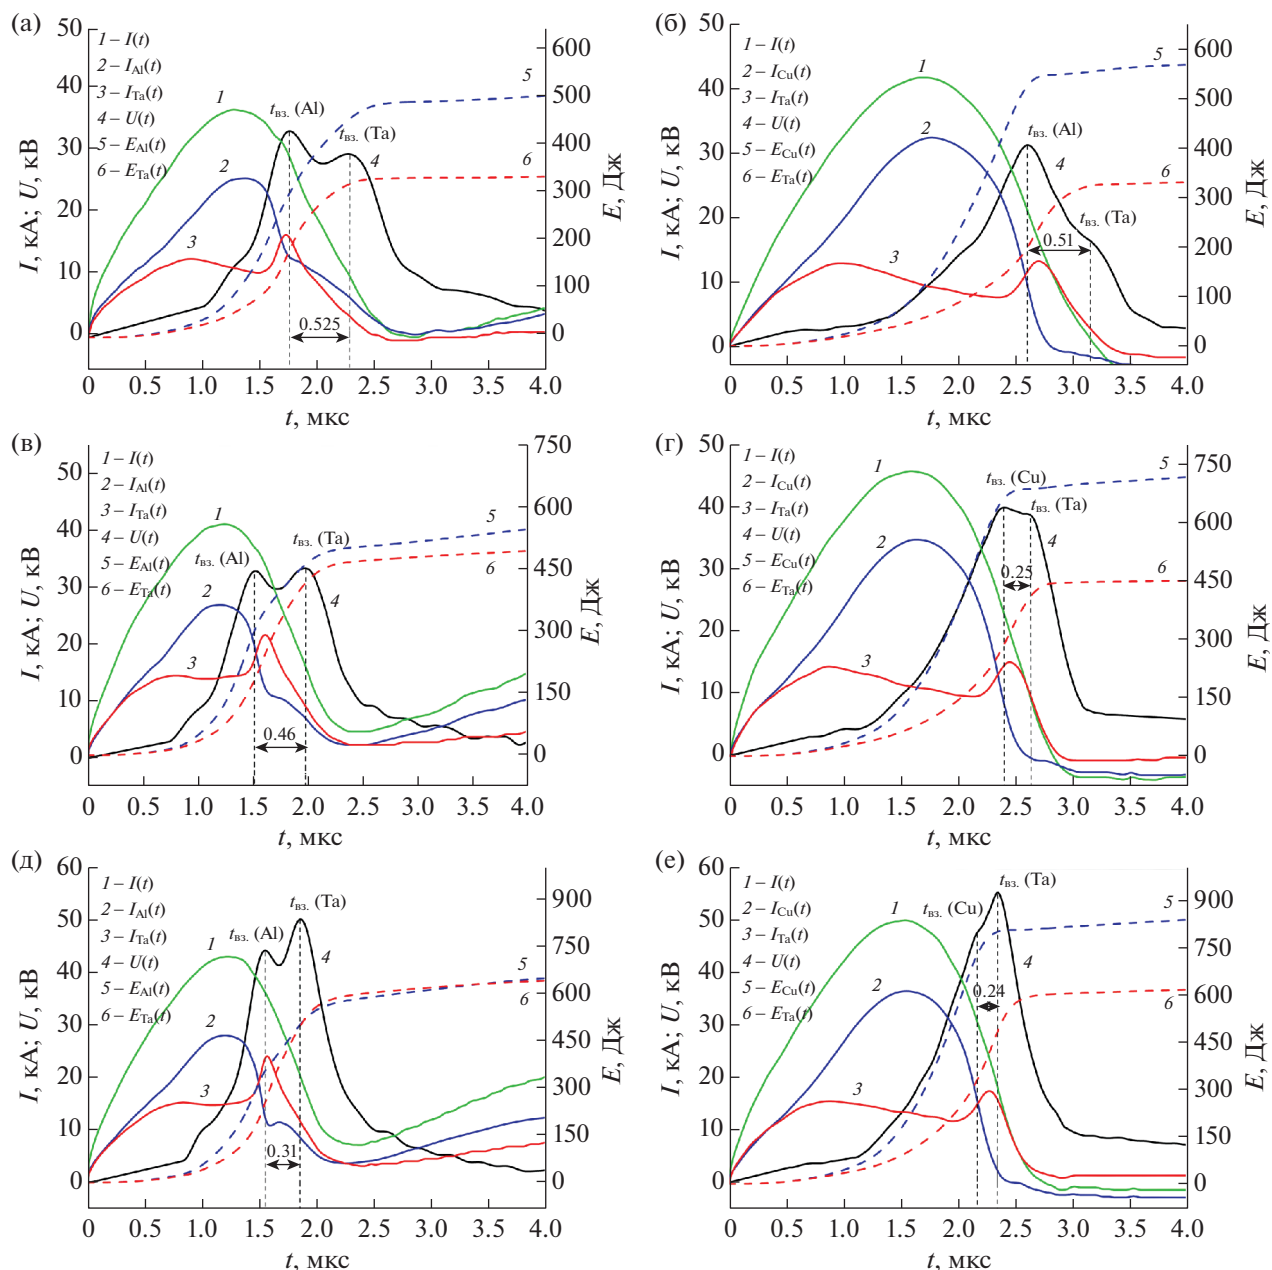 (а)
50
40
30
20
10
0
I, кА; U, кВ
1 – I(t)
2 – I_Al(t)
3 – I_Ta(t)
4 – U(t)
5 – E_Al(t)
6 – E_Ta(t)
1
2
3
4
5
6
t_вз. (Al)
t_вз. (Ta)
0.525
600
500
400
300
200
100
0
E, Дж
0 0.5 1.0 1.5 2.0 2.5 3.0 3.5 4.0
t, мкс
(б)
50
40
30
20
10
0
I, кА; U, кВ
1 – I(t)
2 – I_Cu(t)
3 – I_Ta(t)
4 – U(t)
5 – E_Cu(t)
6 – E_Ta(t)
1
2
3
4
5
6
t_вз. (Al)
t_вз. (Ta)
0.51
600
500
400
300
200
100
0
E, Дж
0 0.5 1.0 1.5 2.0 2.5 3.0 3.5 4.0
t, мкс
(в)
50
40
30
20
10
0
I, кА; U, кВ
1 – I(t)
2 – I_Al(t)
3 – I_Ta(t)
4 – U(t)
5 – E_Al(t)
6 – E_Ta(t)
1
2
3
4
5
6
t_вз. (Al)
t_вз. (Ta)
0.46
750
600
450
300
150
0
E, Дж
0 0.5 1.0 1.5 2.0 2.5 3.0 3.5 4.0
t, мкс
(г)
50
40
30
20
10
0
I, кА; U, кВ
1 – I(t)
2 – I_Cu(t)
3 – I_Ta(t)
4 – U(t)
5 – E_Cu(t)
6 – E_Ta(t)
1
2
3
4
5
6
t_вз. (Cu)
t_вз. (Ta)
0.25
750
600
450
300
150
0
E, Дж
0 0.5 1.0 1.5 2.0 2.5 3.0 3.5 4.0
t, мкс
(д)
60
50
40
30
20
10
0
I, кА; U, кВ
1 – I(t)
2 – I_Al(t)
3 – I_Ta(t)
4 – U(t)
5 – E_Al(t)
6 – E_Ta(t)
1
2
3
4
5
6
t_вз. (Al)
t_вз. (Ta)
0.31
900
750
600
450
300
150
0
E, Дж
0 0.5 1.0 1.5 2.0 2.5 3.0 3.5 4.0
t, мкс
(е)
60
50
40
30
20
10
0
I, кА; U, кВ
1 – I(t)
2 – I_Cu(t)
3 – I_Ta(t)
4 – U(t)
5 – E_Cu(t)
6 – E_Ta(t)
1
2
3
4
5
6
t_вз. (Cu)
t_вз. (Ta)
0.24
900
750
600
450
300
150
0
E, Дж
0 0.5 1.0 1.5 2.0 2.5 3.0 3.5 4.0
t, мкс